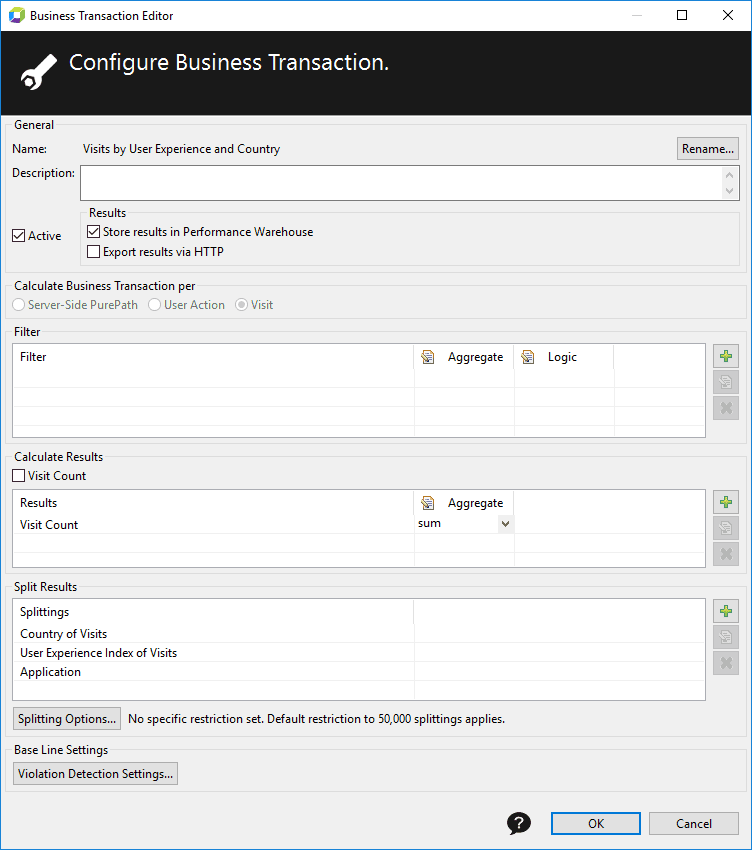 Business Transaction Editor
Configure Business Transaction.
General
Name: Visits by User Experience and Country Rename...
Description:
Results
Active Store results in Performance Warehouse
Export results via HTTP
Calculate Business Transaction per
Server-Side PurePath User Action Visit
Filter
Filter Aggregate Logic
Calculate Results
Visit Count
Results Aggregate
Visit Count sum
Split Results
Splittings
Country of Visits
User Experience Index of Visits
Application
Splitting Options... No specific restriction set. Default restriction to 50,000 splittings applies.
Base Line Settings
Violation Detection Settings...
? OK Cancel